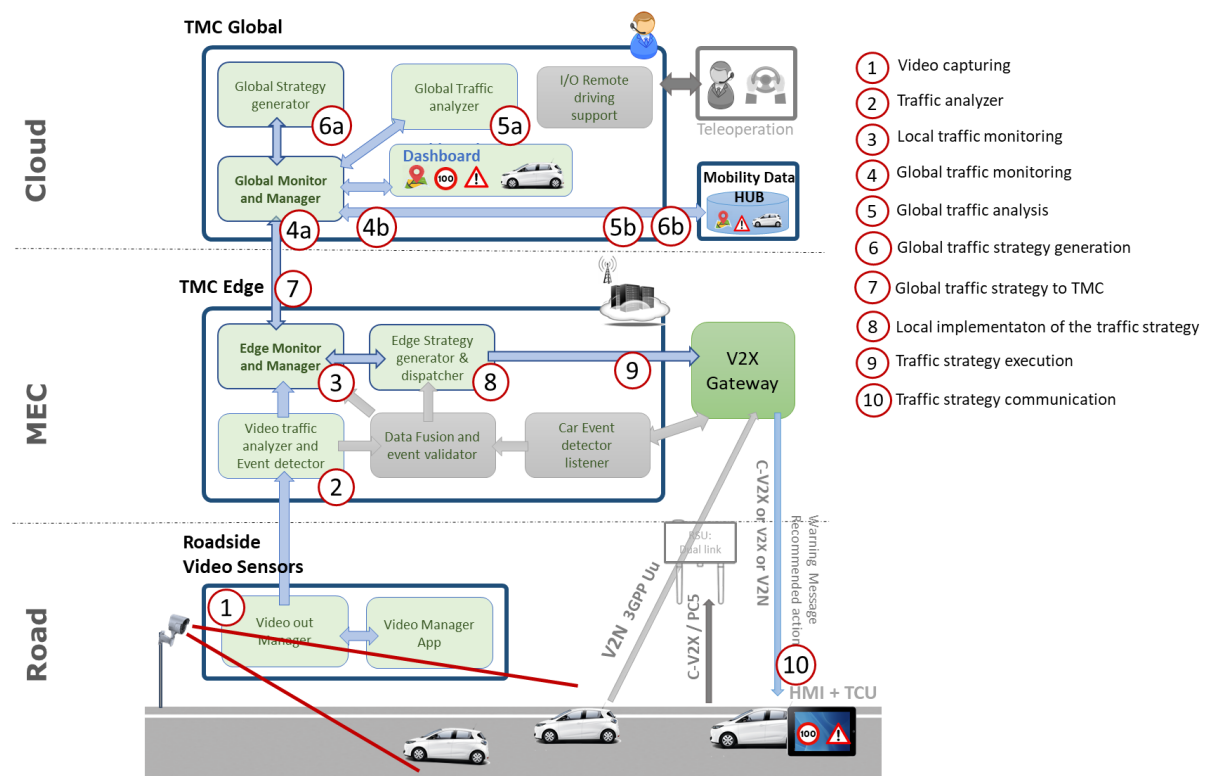 TMC Global
Global Strategy
generator
6a
Global Traffic
analyzer
5a
I/O Remote
driving
support
Teleoperation
Cloud
Dashboard
100
Global Monitor
and Manager
Mobility Data
HUB
4a
4b
5b
6b
7
TMC Edge
Edge Monitor
and Manager
3
Edge Strategy
generator &
dispatcher
8
9
V2X
Gateway
MEC
Video traffic
analyzer and
Event detector
2
Data Fusion and
event validator
Car Event
detector
listener
Roadside
Video Sensors
Road
1
Video out
Manager
Video Manager
App
RSU:
Dual link
V2N 3GPP Uu
C-V2X / PC5
C-V2X or V2X or V2N
Warning Message
Recommended action
10
HMI + TCU
100
1 Video capturing
2 Traffic analyzer
3 Local traffic monitoring
4 Global traffic monitoring
5 Global traffic analysis
6 Global traffic strategy generation
7 Global traffic strategy to TMC
8 Local implementaton of the traffic strategy
9 Traffic strategy execution
10 Traffic strategy communication